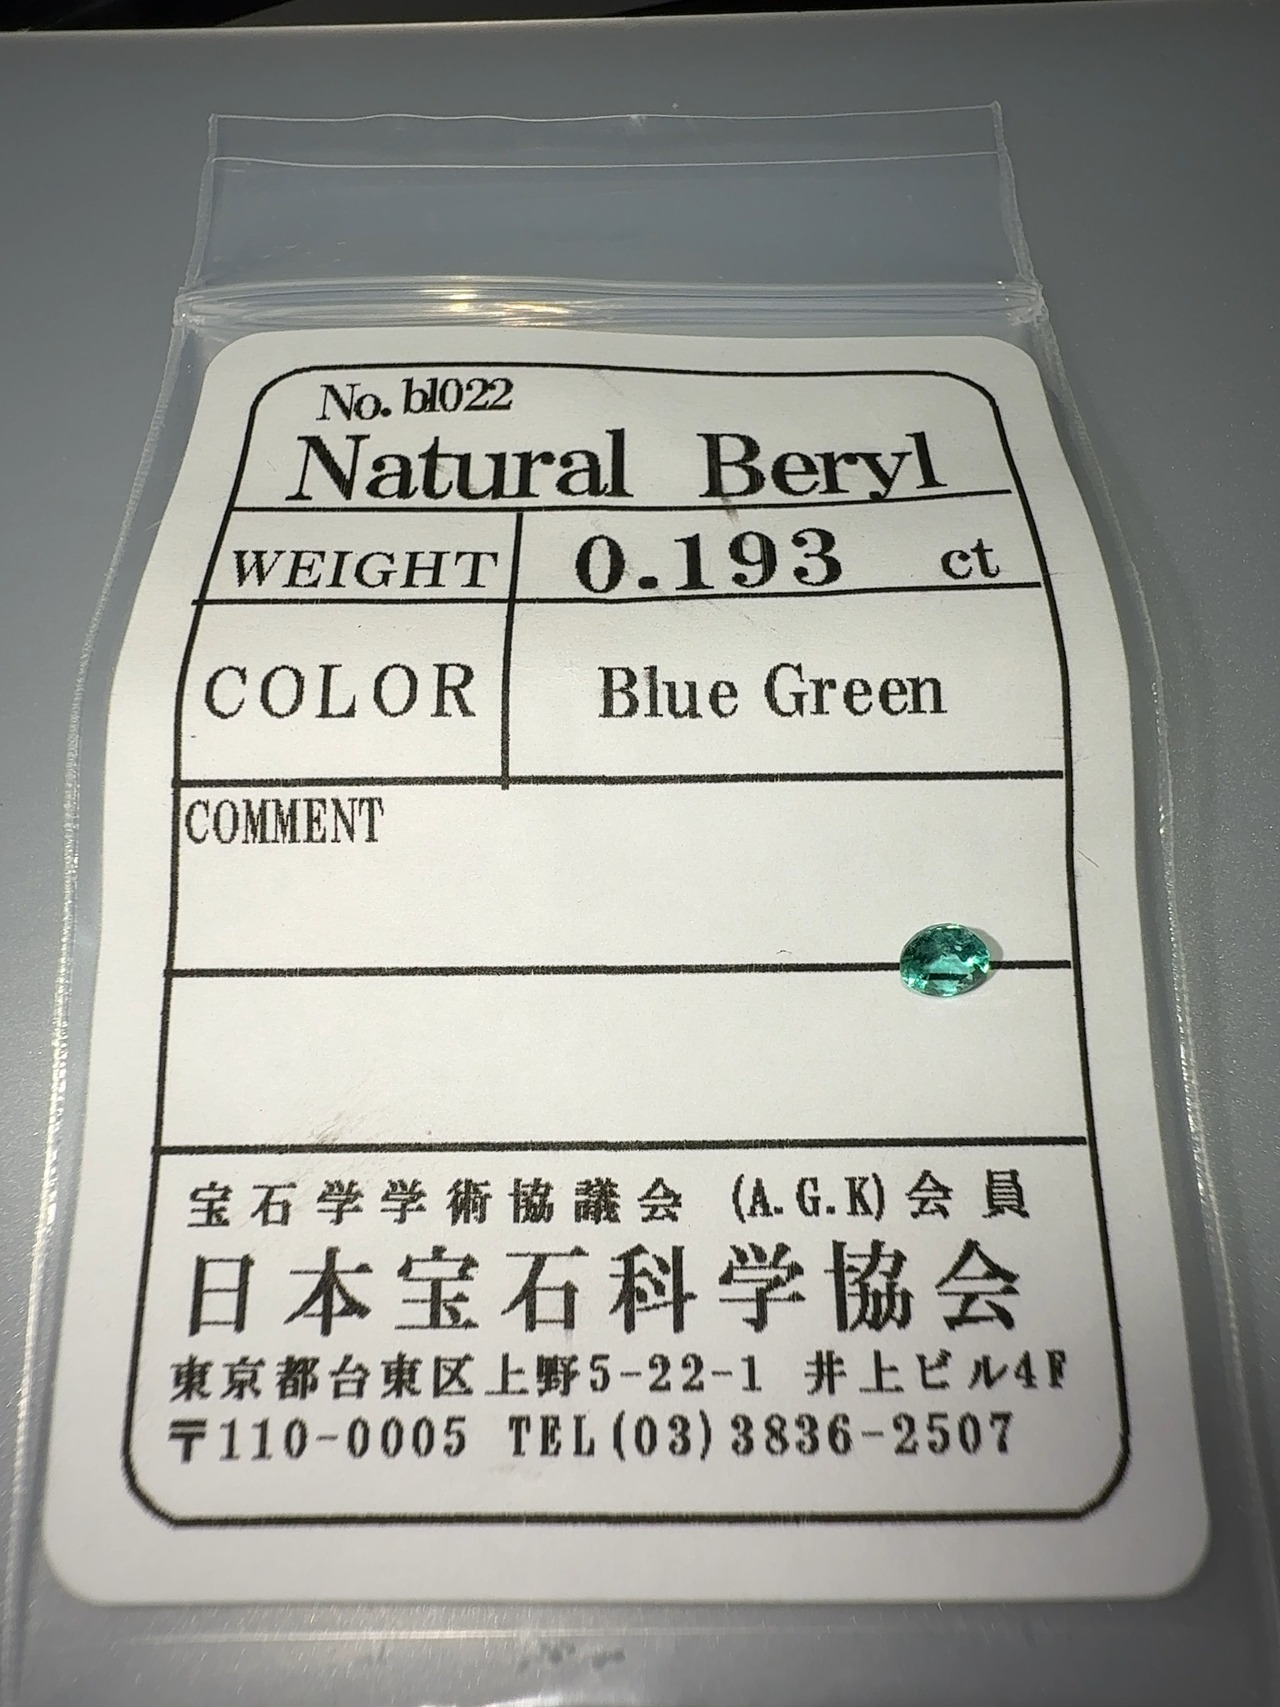 No. bl022
Natural Beryl
WEIGHT 0.193 ct
COLOR Blue Green
COMMENT
宝石学学術協議会 (A.G.K)会員
日本宝石科学協会
東京都台東区上野5-22-1 井上ビル4F
〒110-0005 TEL(03)3836-2507